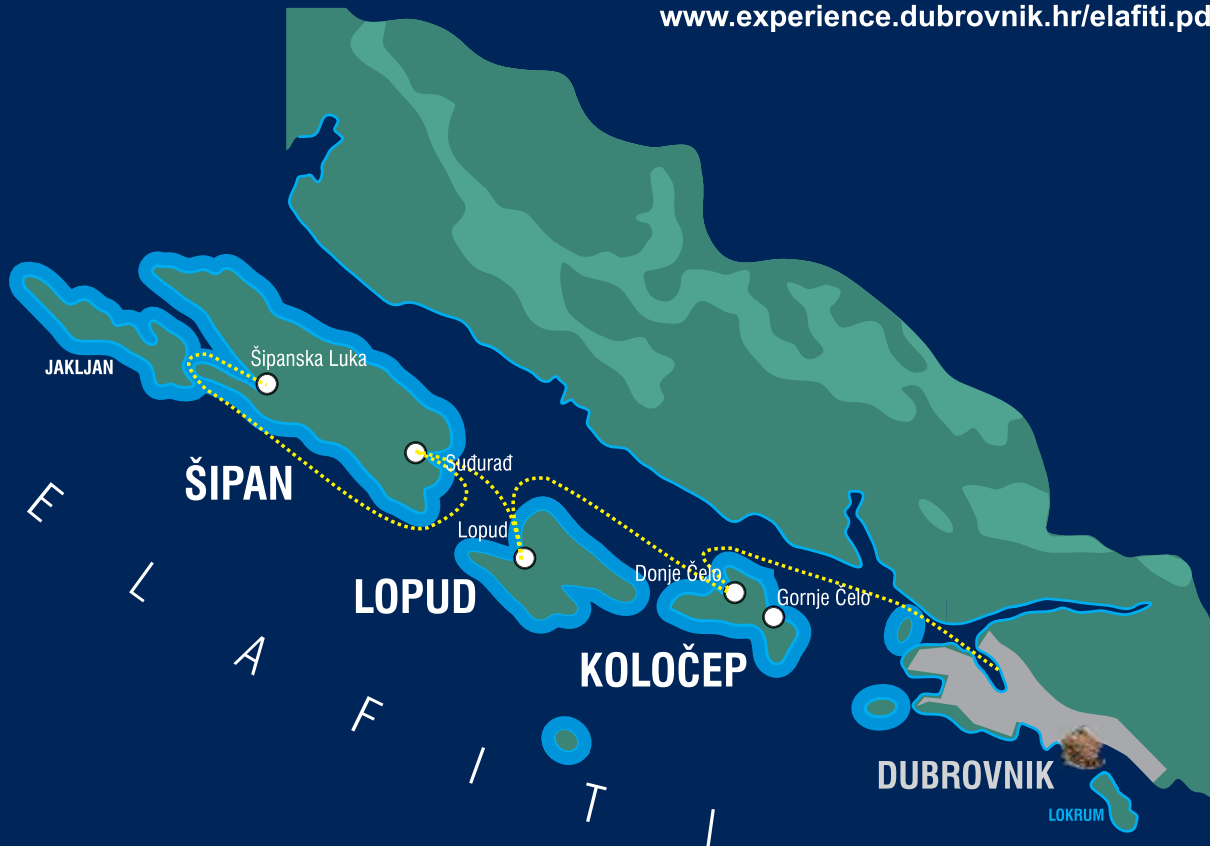 www.experience.dubrovnik.hr/elafiti.pd
Šipanska Luka
JAKLJAN
Suđurađ
ŠIPAN
Lopud
Donje Čelo
LOPUD
Gornje Čelo
KOLOČEP
DUBROVNIK
LOKRUM
E L A F I T I